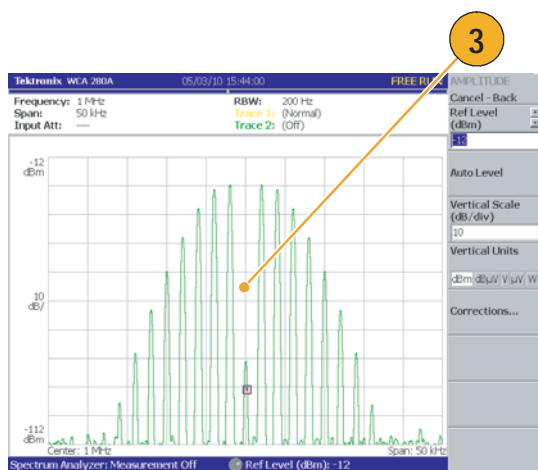 3
Tektronix WCA 280A 05/03/10 15:44:00 FREE RUN
Frequency: 1 MHz
Span: 50 kHz
Input Att: ----
RBW: 200 Hz
Trace 1: (Normal)
Trace 2: (Off)
AMPLITUDE
Cancel - Back
Ref Level
(dBm)
-12
Auto Level
Vertical Scale
(dB/div)
10
Vertical Units
dBm dBµV V µV W
Corrections...
-12
dBm
10
dB/
-112
dBm
Center: 1 MHz Span: 50 kHz
Spectrum Analyzer: Measurement Off Ref Level (dBm): -12